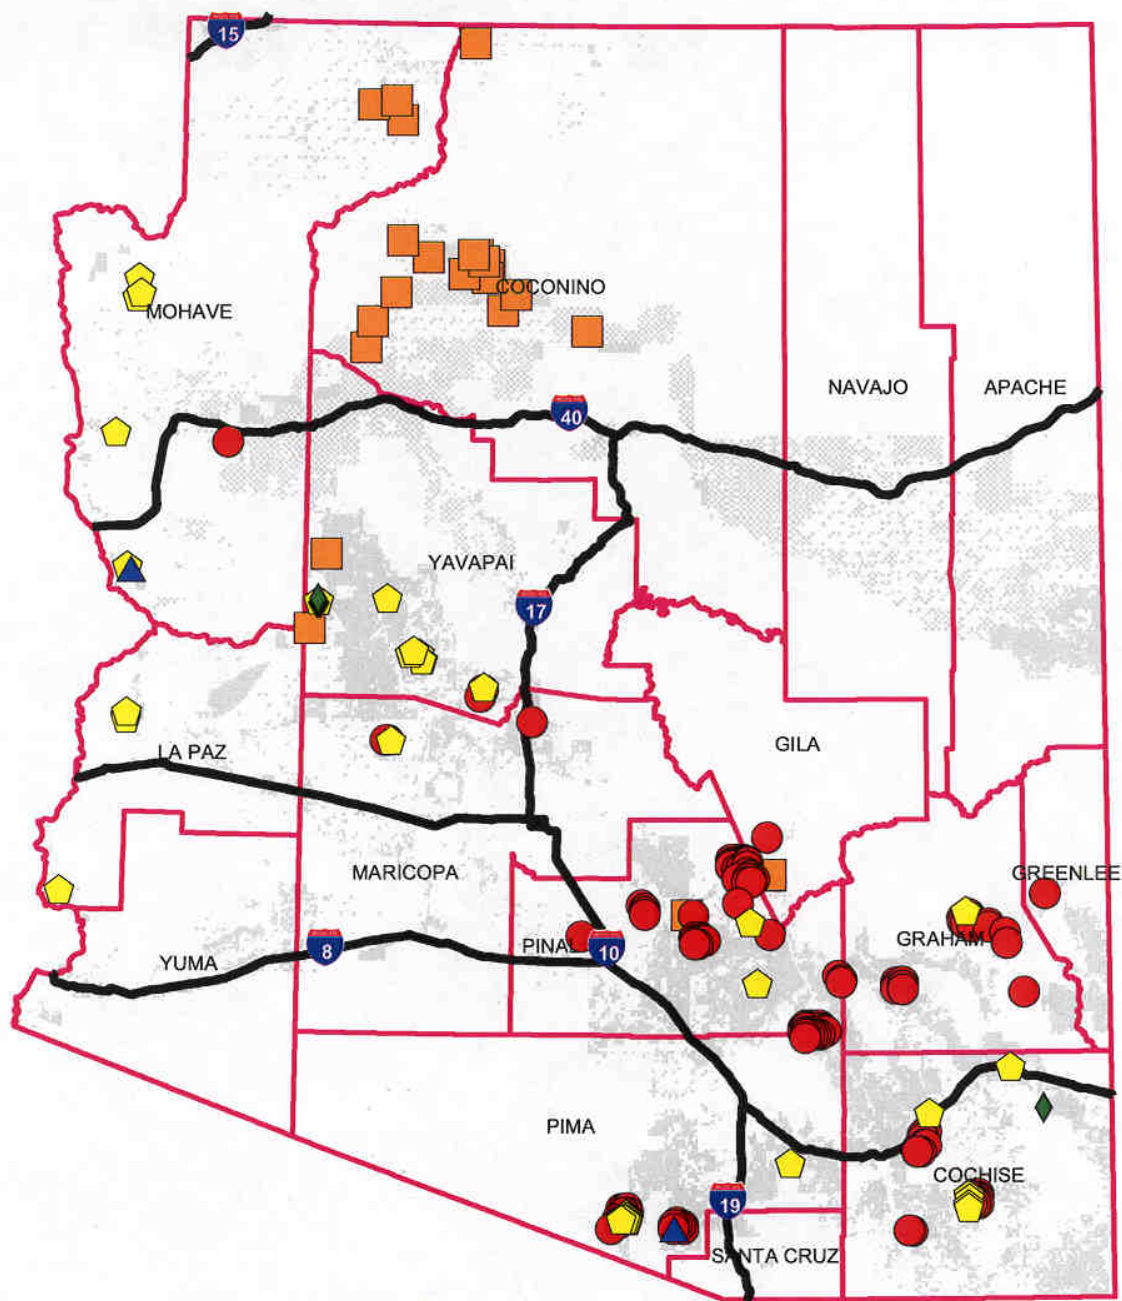 15
COCONINO
MOHAVE
NAVAJO
APACHE
40
YAVAPAI
17
GILA
LA PAZ
MARICOPA
GREENLEE
GRAHAM
PINAL
10
8
YUMA
PIMA
COCHISE
19
SANTA CRUZ